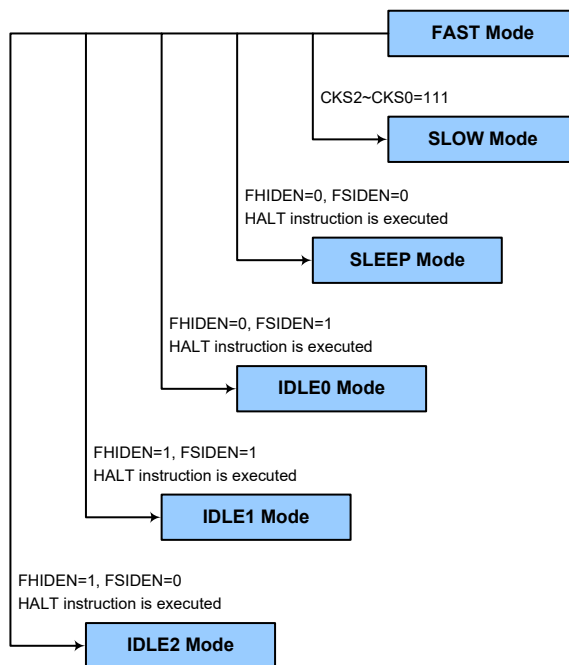 FAST Mode
CKS2~CKS0=111
SLOW Mode
FHIDEN=0, FSIDEN=0
HALT instruction is executed
SLEEP Mode
FHIDEN=0, FSIDEN=1
HALT instruction is executed
IDLE0 Mode
FHIDEN=1, FSIDEN=1
HALT instruction is executed
IDLE1 Mode
FHIDEN=1, FSIDEN=0
HALT instruction is executed
IDLE2 Mode